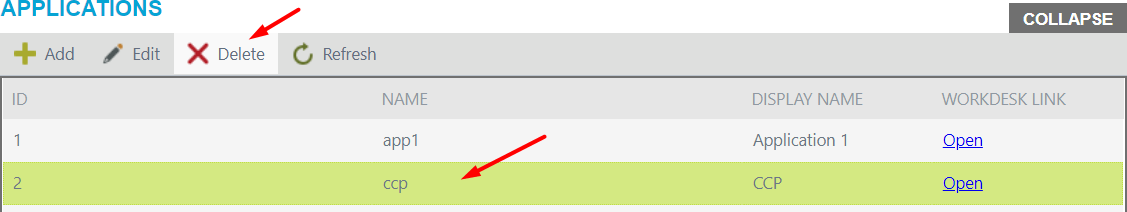 APPLICATIONS
COLLAPSE
Add Edit Delete Refresh
ID NAME DISPLAY NAME WORKDESK LINK
1 app1 Application 1 Open
2 ccp CCP Open